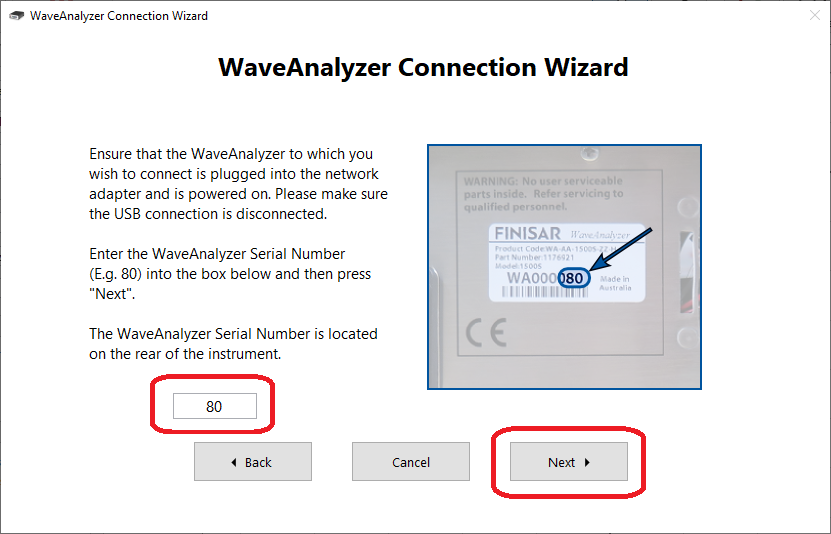 WaveAnalyzer Connection Wizard
WaveAnalyzer Connection Wizard
Ensure that the WaveAnalyzer to which you
wish to connect is plugged into the network
adapter and is powered on. Please make sure
the USB connection is disconnected.
Enter the WaveAnalyzer Serial Number
(E.g. 80) into the box below and then press
"Next".
The WaveAnalyzer Serial Number is located
on the rear of the instrument.
WARNING: No user serviceable
parts inside. Refer servicing to
qualified personnel.
FINISAR WaveAnalyzer
Product Code:WA-AA-1500S-ZZ-H
Part Number:1176021
Model:1500S
WA000080
Made in
Australia
CE
80
Back
Cancel
Next